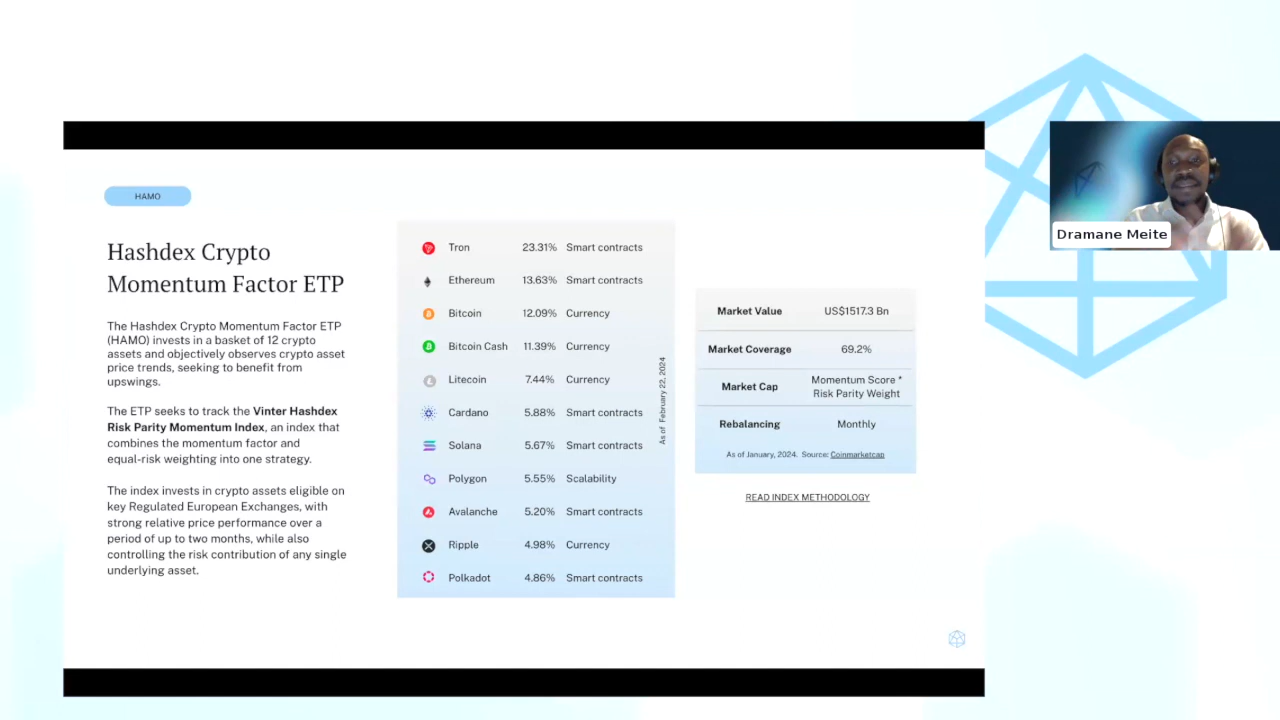 HAMO
Hashdex Crypto
Momentum Factor ETP
The Hashdex Crypto Momentum Factor ETP
(HAMO) invests in a basket of 12 crypto
assets and objectively observes crypto asset
price trends, seeking to benefit from
upswings.
The ETP seeks to track the Vinter Hashdex
Risk Parity Momentum Index, an index that
combines the momentum factor and
equal-risk weighting into one strategy.
The index invests in crypto assets eligible on
key Regulated European Exchanges, with
strong relative price performance over a
period of up to two months, while also
controlling the risk contribution of any single
underlying asset.
Tron 23.31% Smart contracts
Ethereum 13.63% Smart contracts
Bitcoin 12.09% Currency
Bitcoin Cash 11.39% Currency
Litecoin 7.44% Currency
Cardano 5.88% Smart contracts
Solana 5.67% Smart contracts
Polygon 5.55% Scalability
Avalanche 5.20% Smart contracts
Ripple 4.98% Currency
Polkadot 4.86% Smart contracts
As of February 22, 2024
Market Value US$1517.3 Bn
Market Coverage 69.2%
Market Cap Momentum Score *
Risk Parity Weight
Rebalancing Monthly
As of January, 2024. Source: Coinmarketcap
READ INDEX METHODOLOGY
Dramane Meite